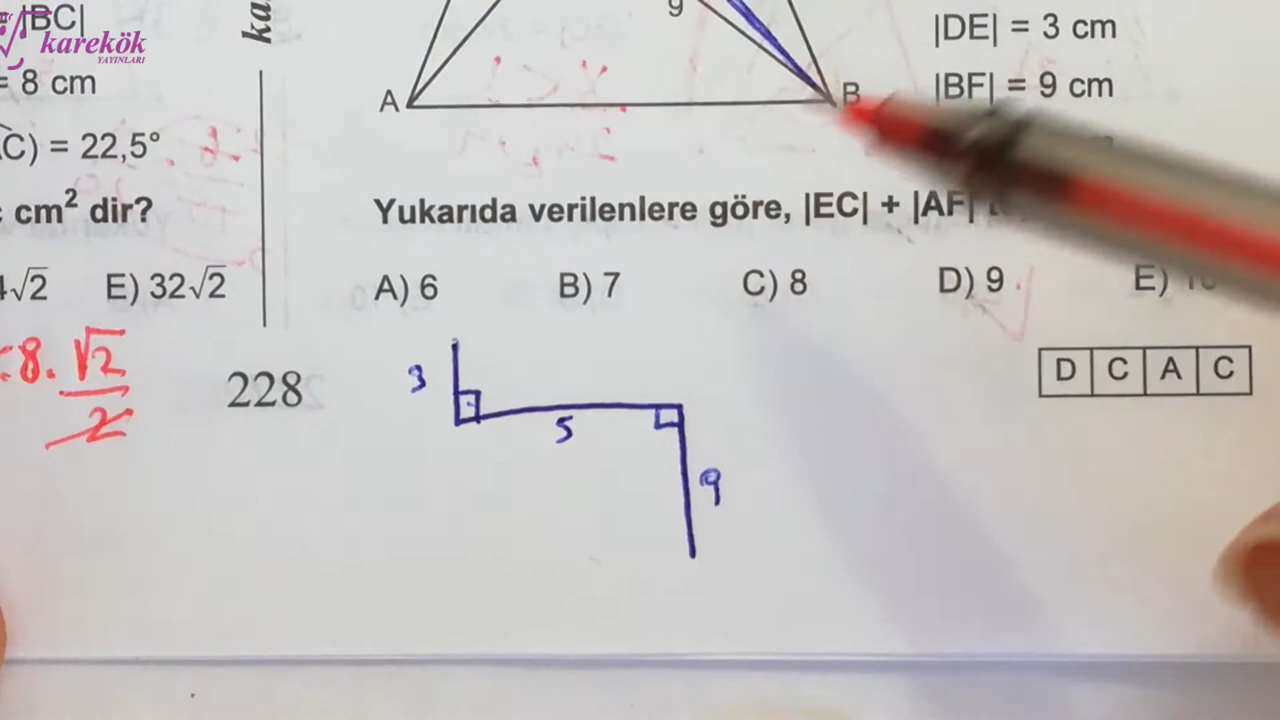 |BC|
karekök
YAYINLARI
= 8 cm
C) = 22,5°
cm² dir?
√2 E) 32√2
8. √2
2
228
9
A
B
|DE| = 3 cm
|BF| = 9 cm
Yukarıda verilenlere göre, |EC| + |AF|
A) 6 B) 7 C) 8 D) 9 E)
D C A C
3
5
9